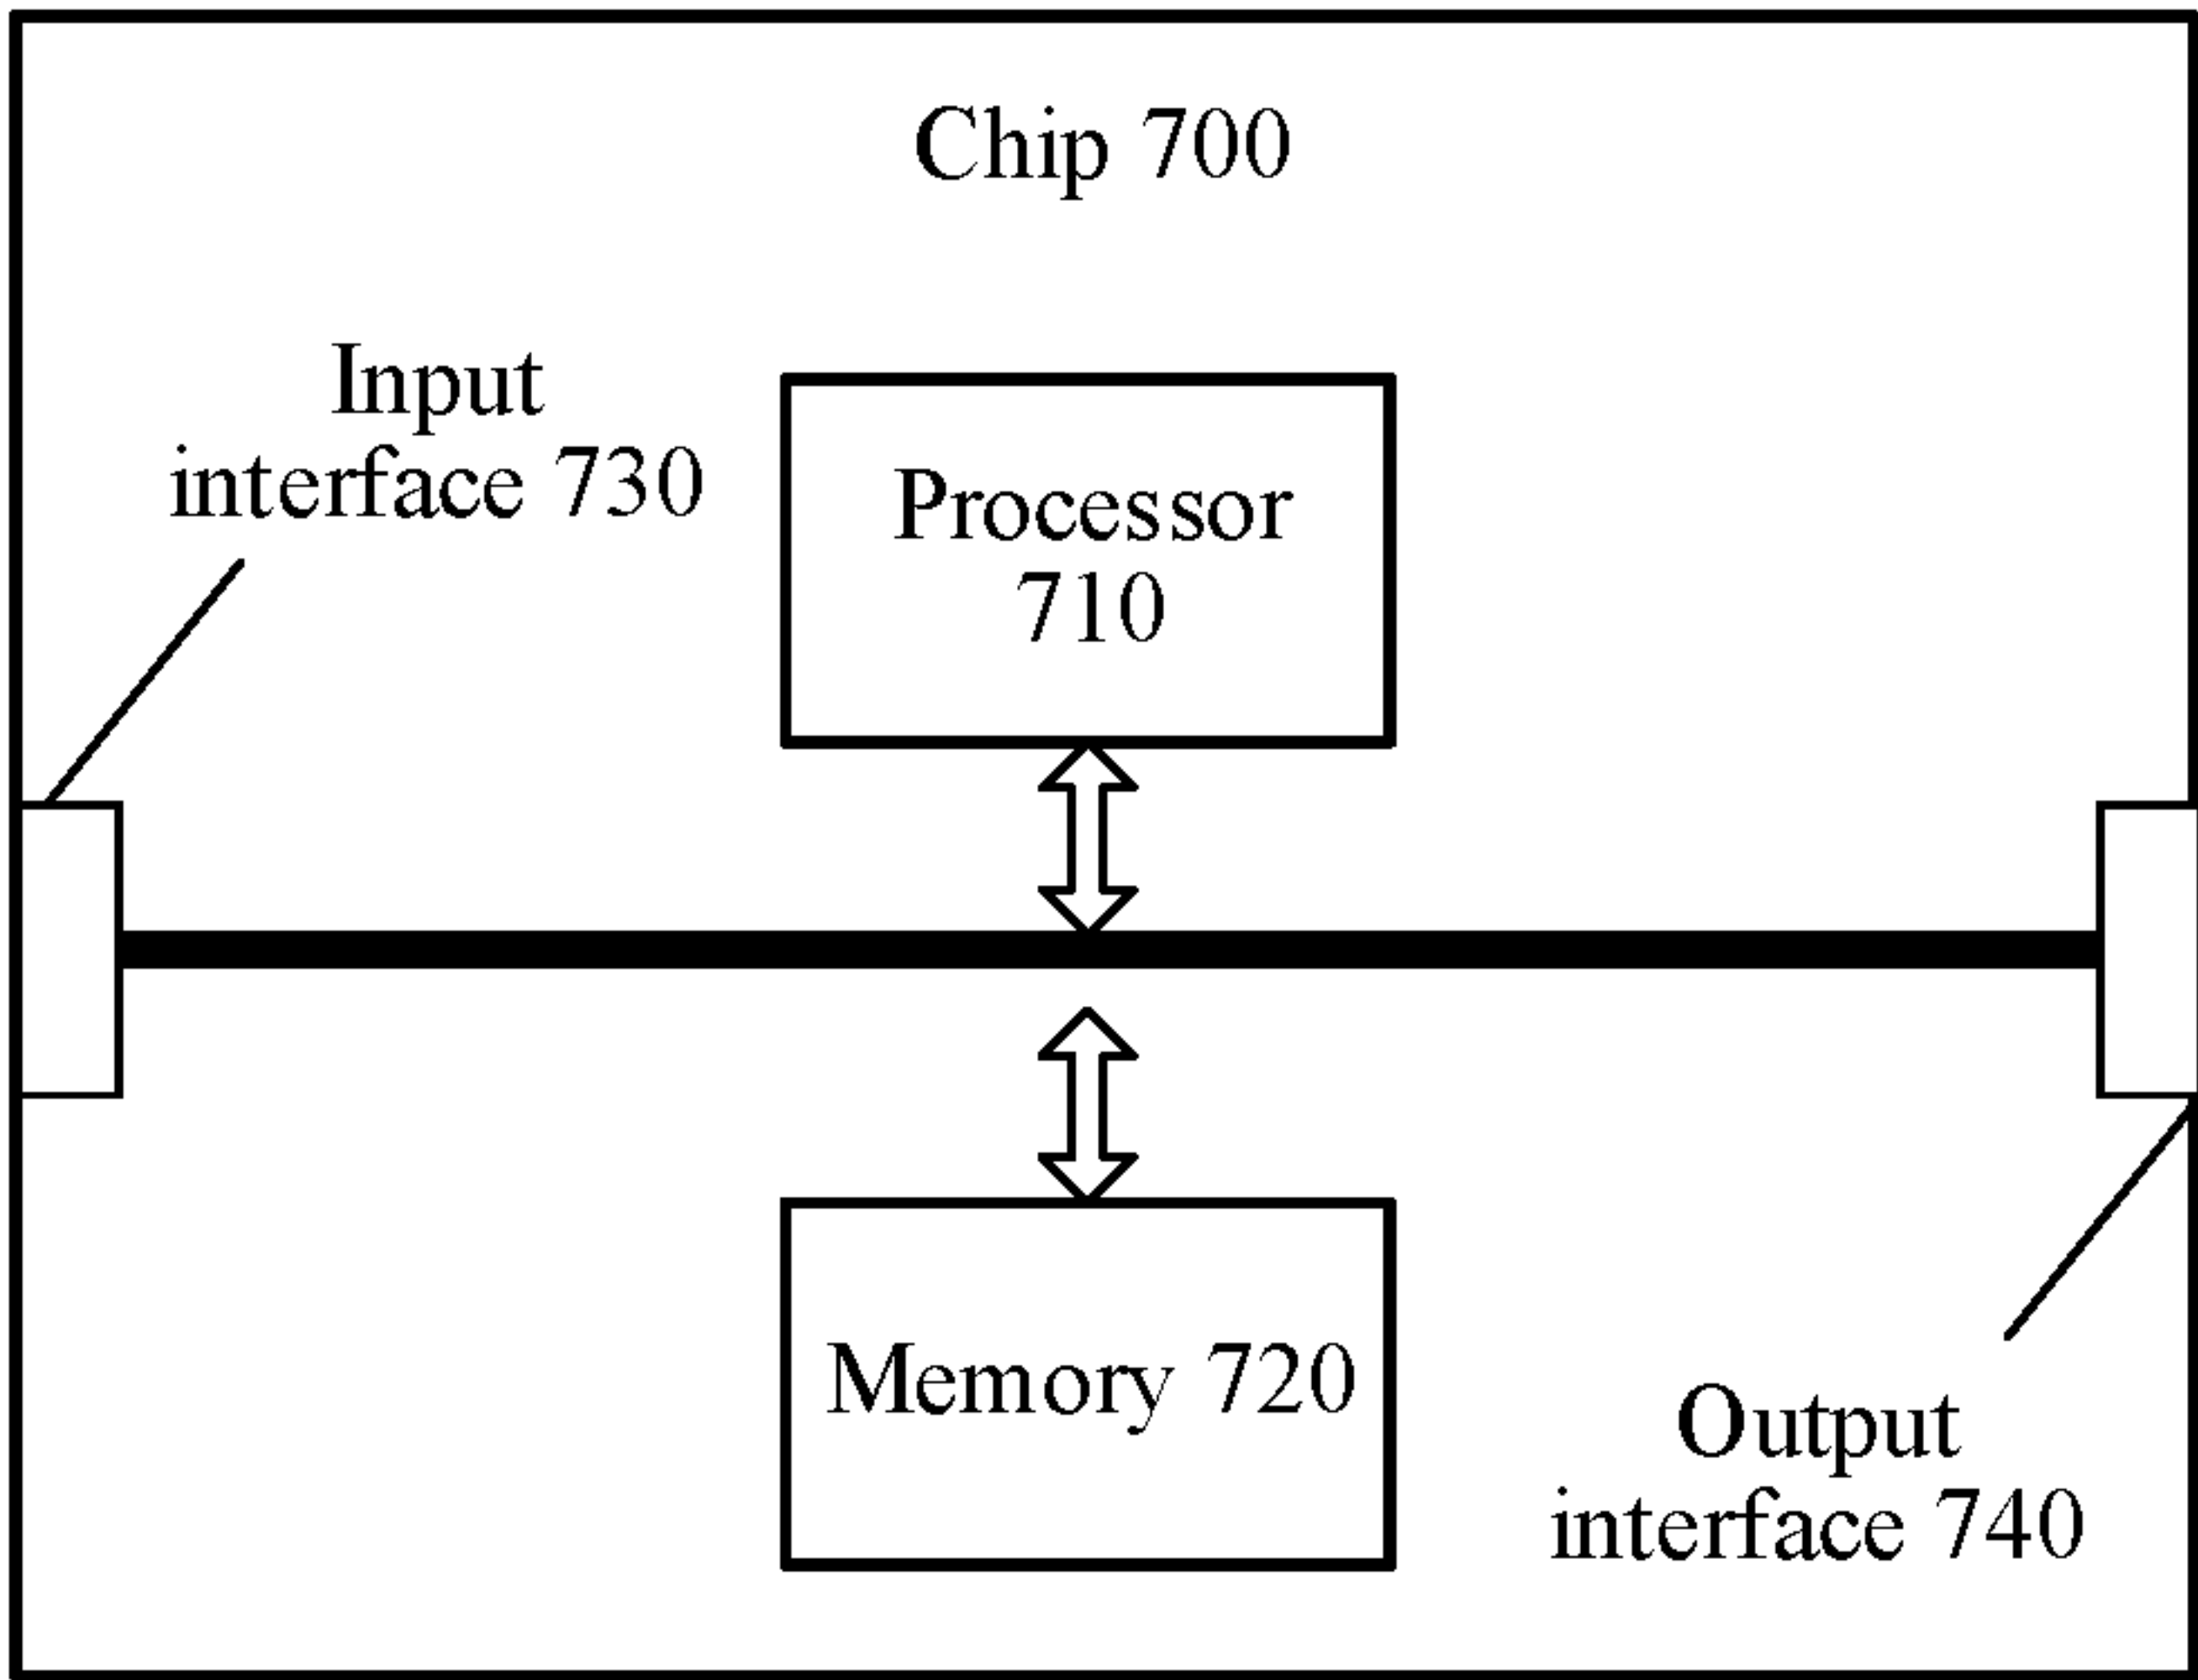 Chip 700
Input
interface 730
Processor
710
Memory 720
Output
interface 740